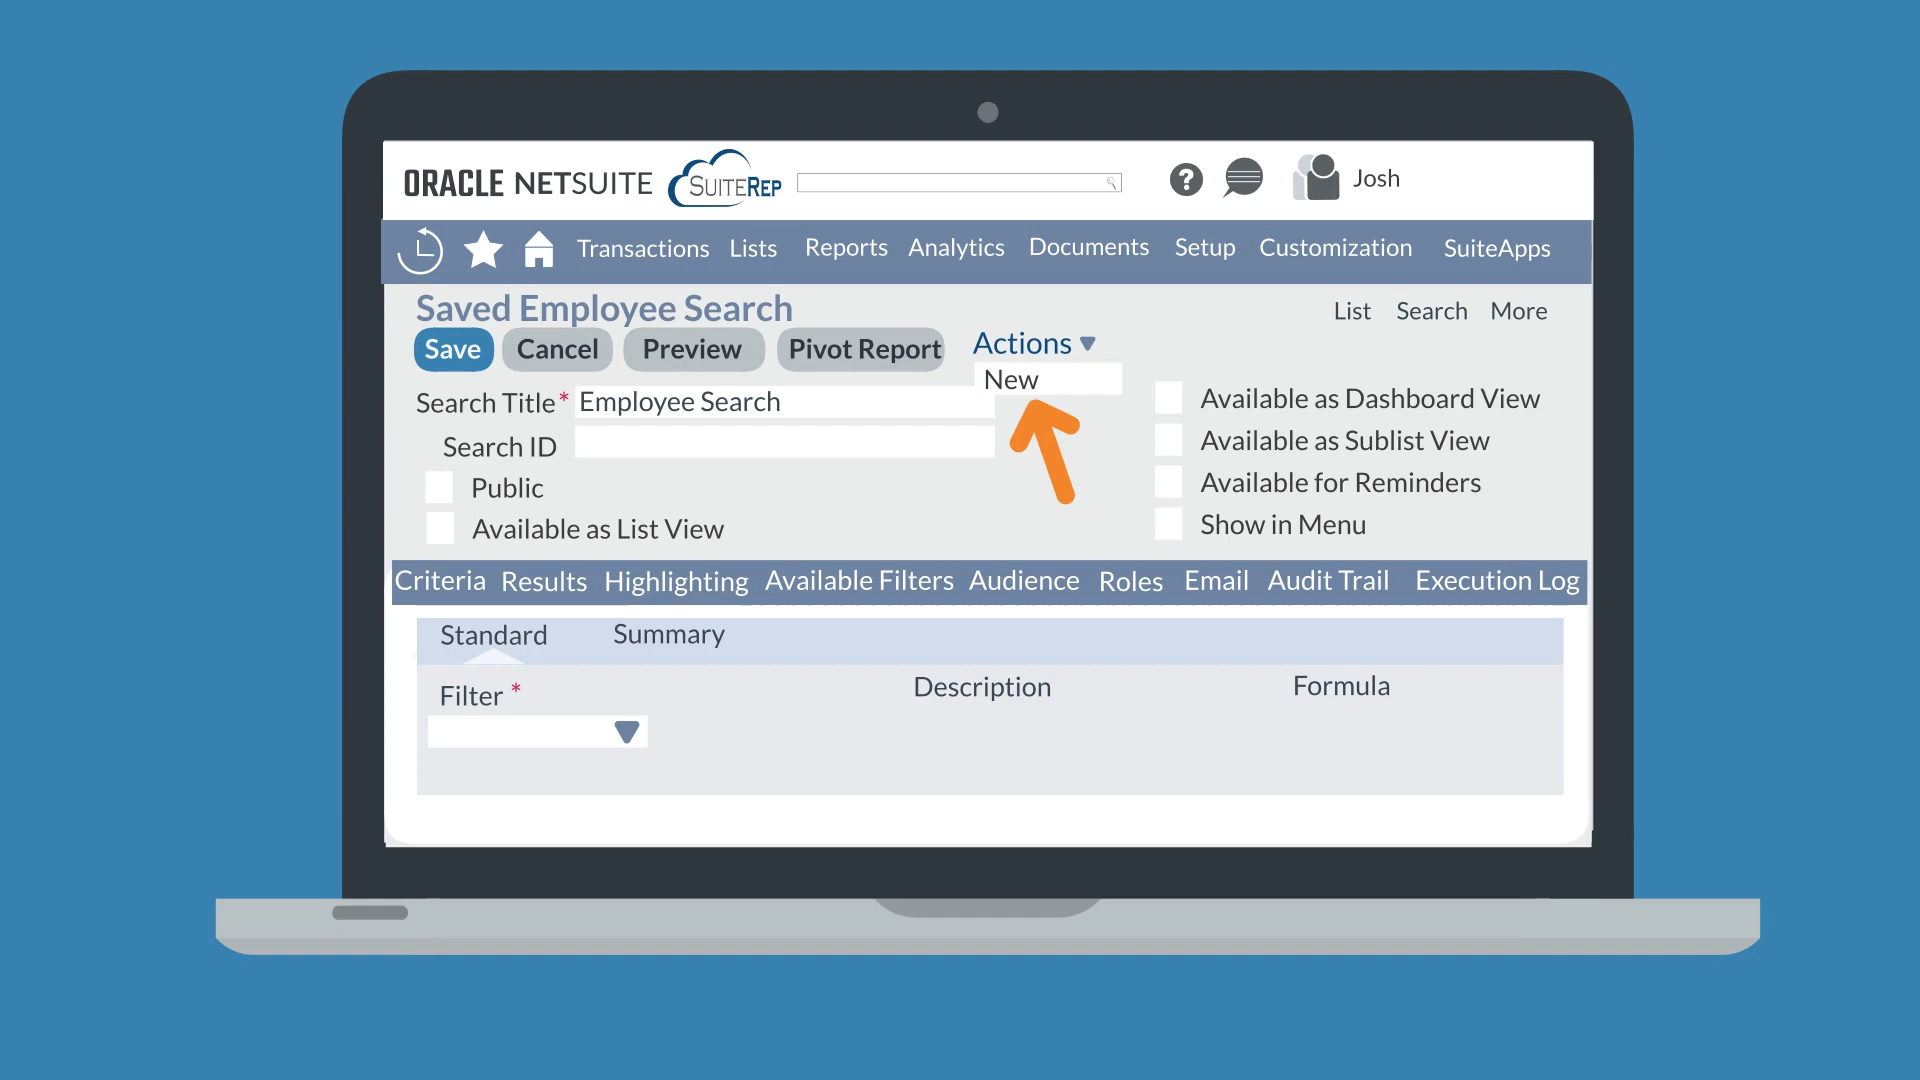 ORACLE NETSUITE SUITEREP ? Josh
Transactions Lists Reports Analytics Documents Setup Customization SuiteApps
Saved Employee Search List Search More
Save Cancel Preview Pivot Report Actions
New
Search Title* Employee Search Available as Dashboard View
Search ID Available as Sublist View
Public Available for Reminders
Available as List View Show in Menu
Criteria Results Highlighting Available Filters Audience Roles Email Audit Trail Execution Log
Standard Summary
Filter * Description Formula